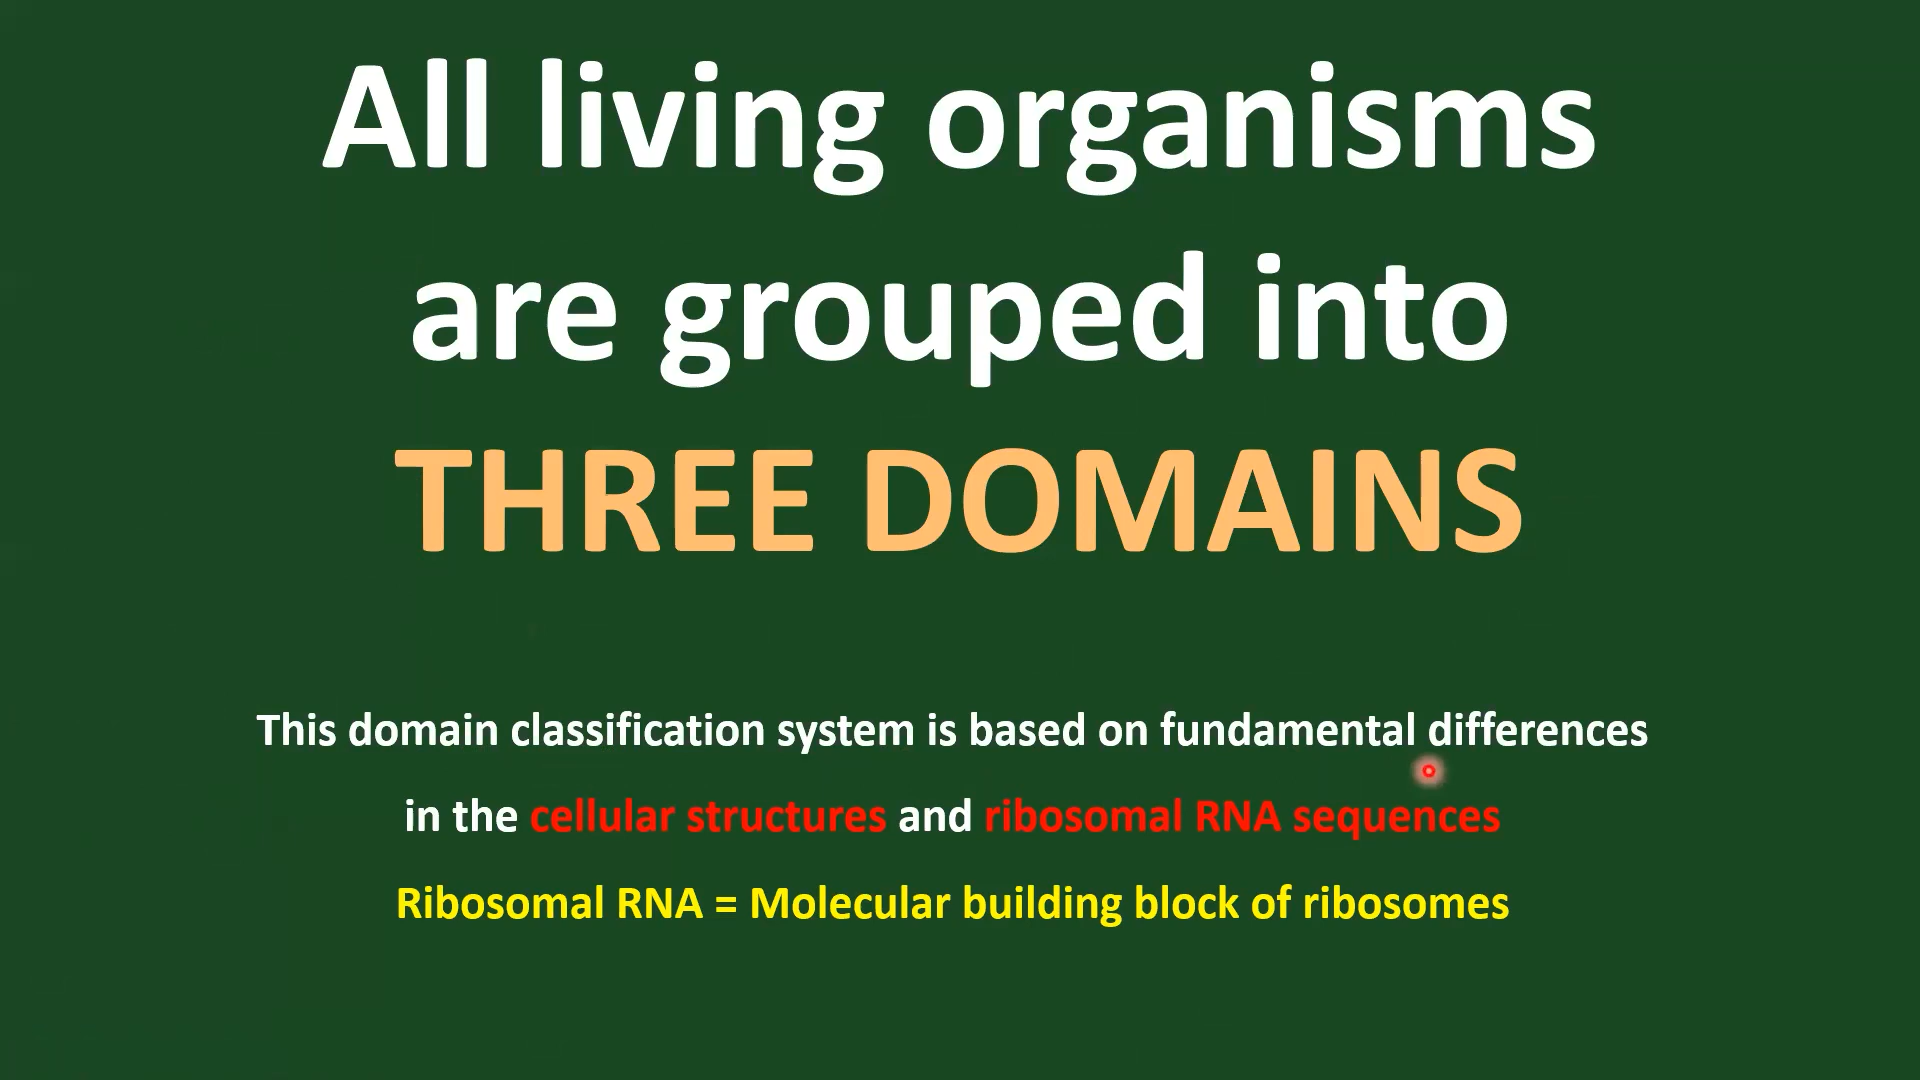 All living organisms
are grouped into
THREE DOMAINS
This domain classification system is based on fundamental differences
in the cellular structures and ribosomal RNA sequences
Ribosomal RNA = Molecular building block of ribosomes